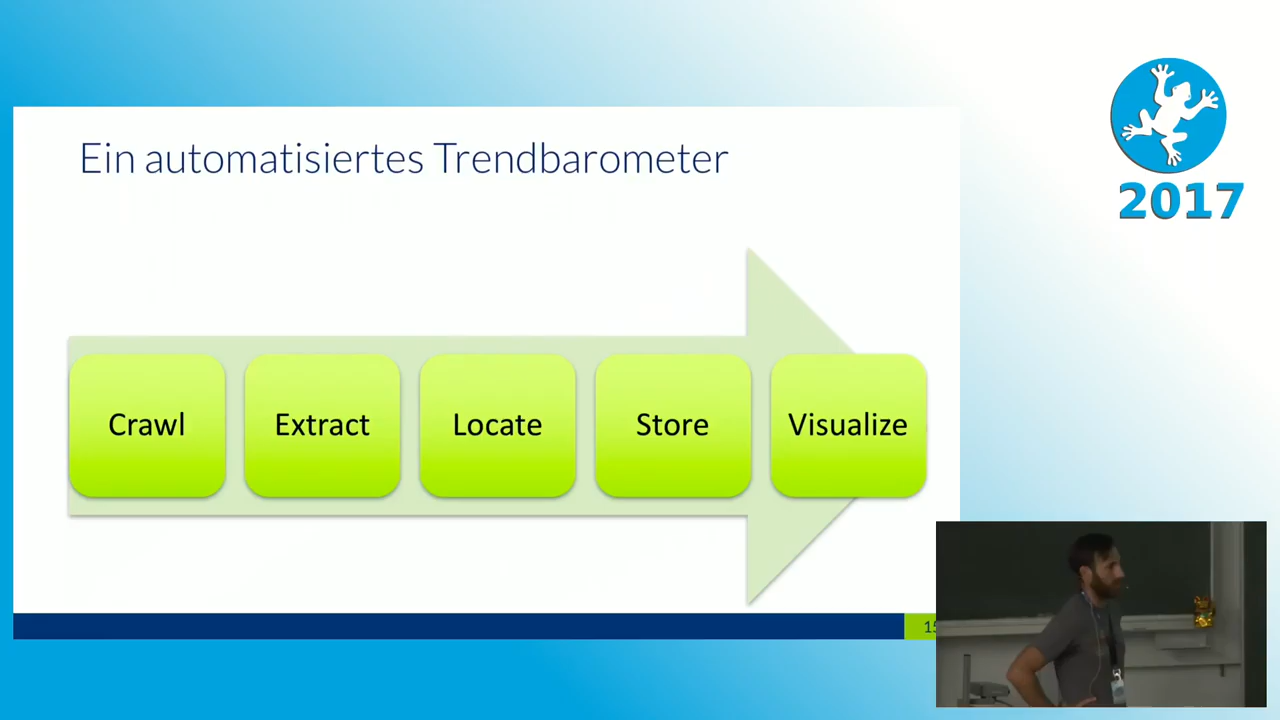 Ein automatisiertes Trendbarometer
2017
Crawl
Extract
Locate
Store
Visualize